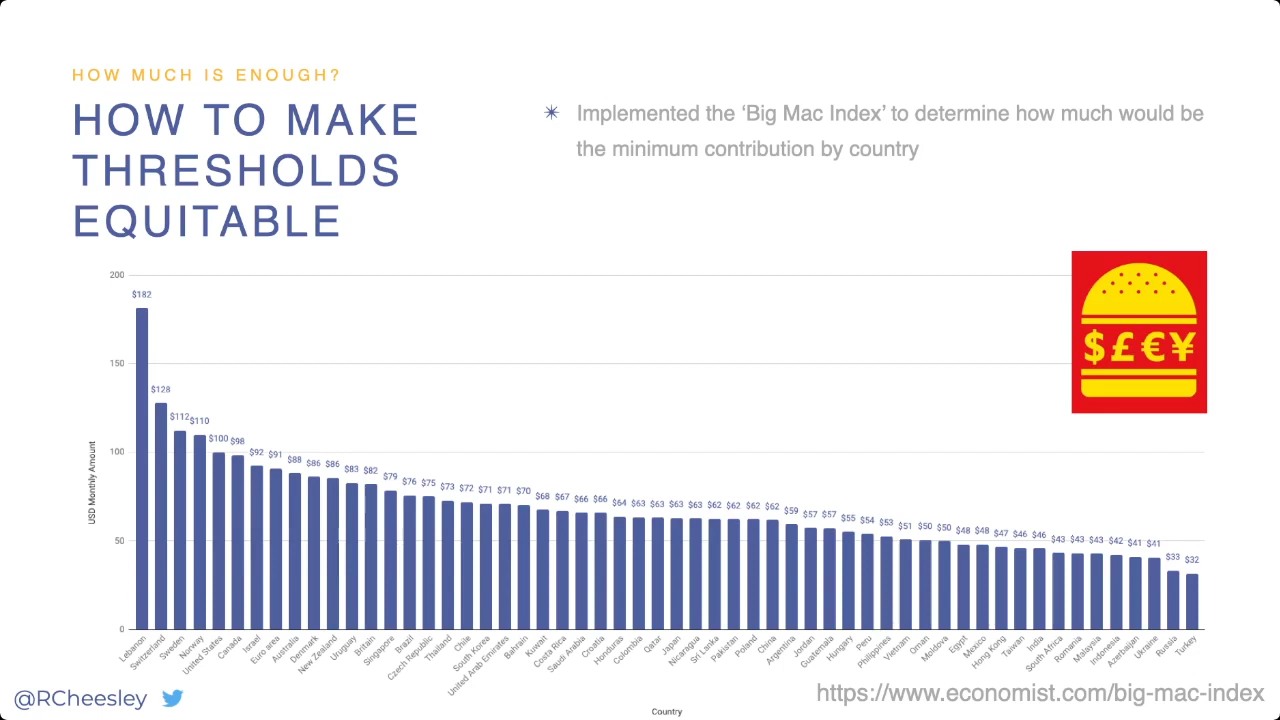 HOW MUCH IS ENOUGH?
HOW TO MAKE
THRESHOLDS
EQUITABLE
✳ Implemented the ‘Big Mac Index’ to determine how much would be
the minimum contribution by country
$£€¥
USD Monthly Amount
200
150
100
50
0
$182
$128
$112
$110
$100
$98
$92
$91
$88
$86
$86
$83
$82
$79
$76
$75
$73
$72
$71
$71
$70
$68
$67
$66
$66
$64
$63
$63
$63
$63
$62
$62
$62
$62
$59
$57
$57
$55
$54
$53
$51
$50
$50
$48
$48
$47
$46
$46
$43
$43
$43
$42
$41
$41
$33
$32
Lebanon
Switzerland
Sweden
Norway
United States
Canada
Israel
Euro area
Australia
Denmark
New Zealand
Uruguay
Britain
Singapore
Brazil
Czech Republic
Thailand
Chile
South Korea
United Arab Emirates
Bahrain
Kuwait
Costa Rica
Saudi Arabia
Croatia
Honduras
Colombia
Qatar
Japan
Nicaragua
Sri Lanka
Pakistan
Poland
China
Argentina
Jordan
Guatemala
Hungary
Peru
Philippines
Vietnam
Oman
Moldova
Egypt
Mexico
Hong Kong
Taiwan
India
South Africa
Romania
Malaysia
Indonesia
Azerbaijan
Ukraine
Russia
Turkey
Country
@RCheesley
https://www.economist.com/big-mac-index